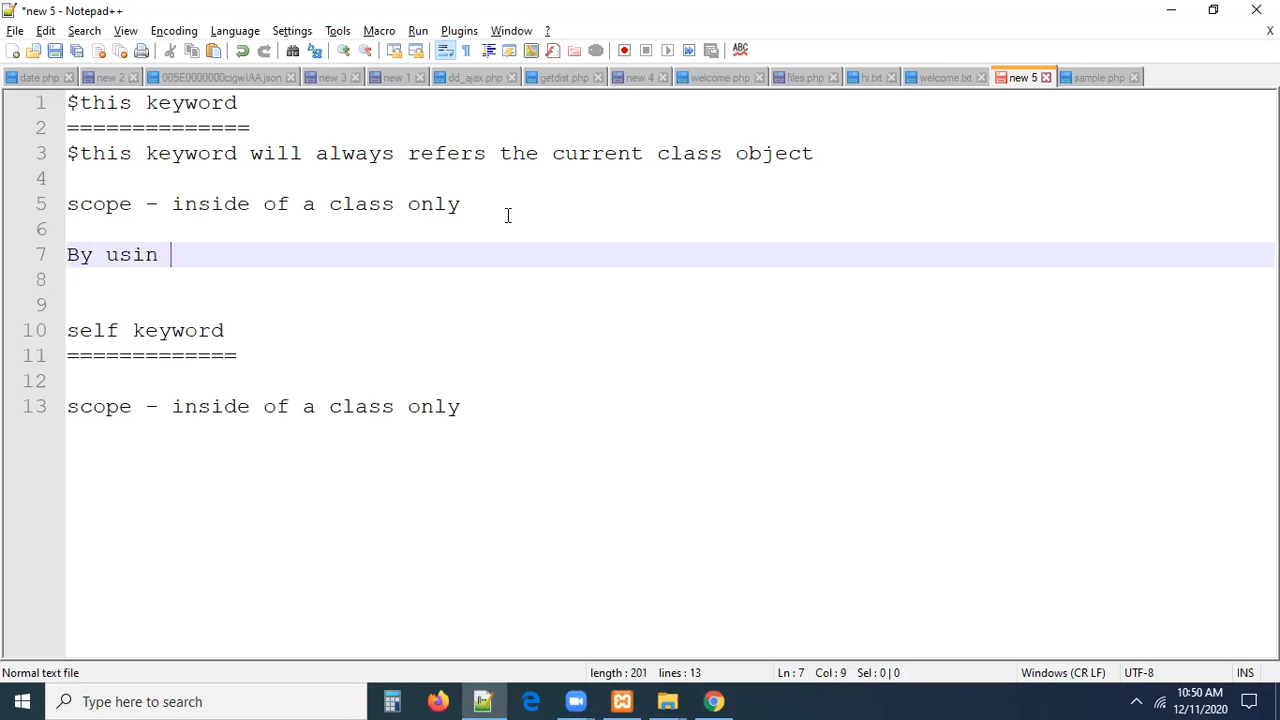 *new 5 - Notepad++
File Edit Search View Encoding Language Settings Tools Macro Run Plugins Window ? X
ABC
date.php new 2 005E0000000cigwIAA.json new 3 new 1 dd_ajax.php getdist.php new 4 welcome.php files.php hi.txt welcome.txt new 5 sample.php
1 $this keyword
2 ==============
3 $this keyword will always refers the current class object
4
5 scope - inside of a class only
6
7 By usin
8
9
10 self keyword
11 =============
12
13 scope - inside of a class only
Normal text file length : 201 lines : 13 Ln : 7 Col : 9 Sel : 0 | 0 Windows (CR LF) UTF-8 INS
Type here to search
10:50 AM
12/11/2020